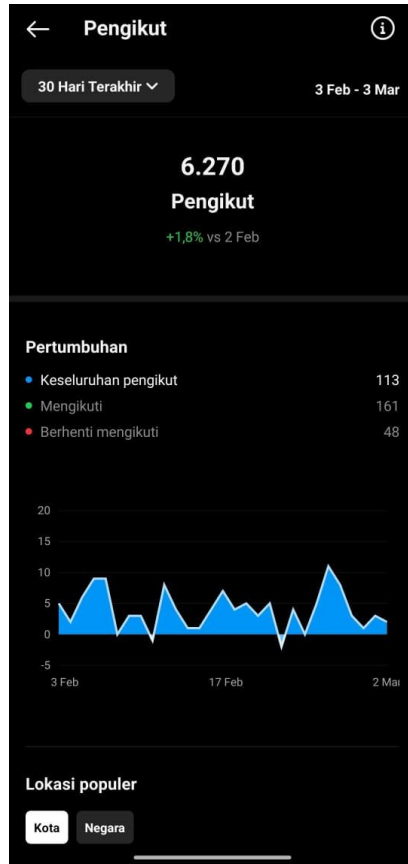 Pengikut
30 Hari Terakhir
3 Feb - 3 Mar
6.270
Pengikut
+1,8% vs 2 Feb
Pertumbuhan
Keseluruhan pengikut 113
Mengikuti 161
Berhenti mengikuti 48
20
15
10
5
0
-5
3 Feb 17 Feb 2 Mar
Lokasi populer
Kota Negara